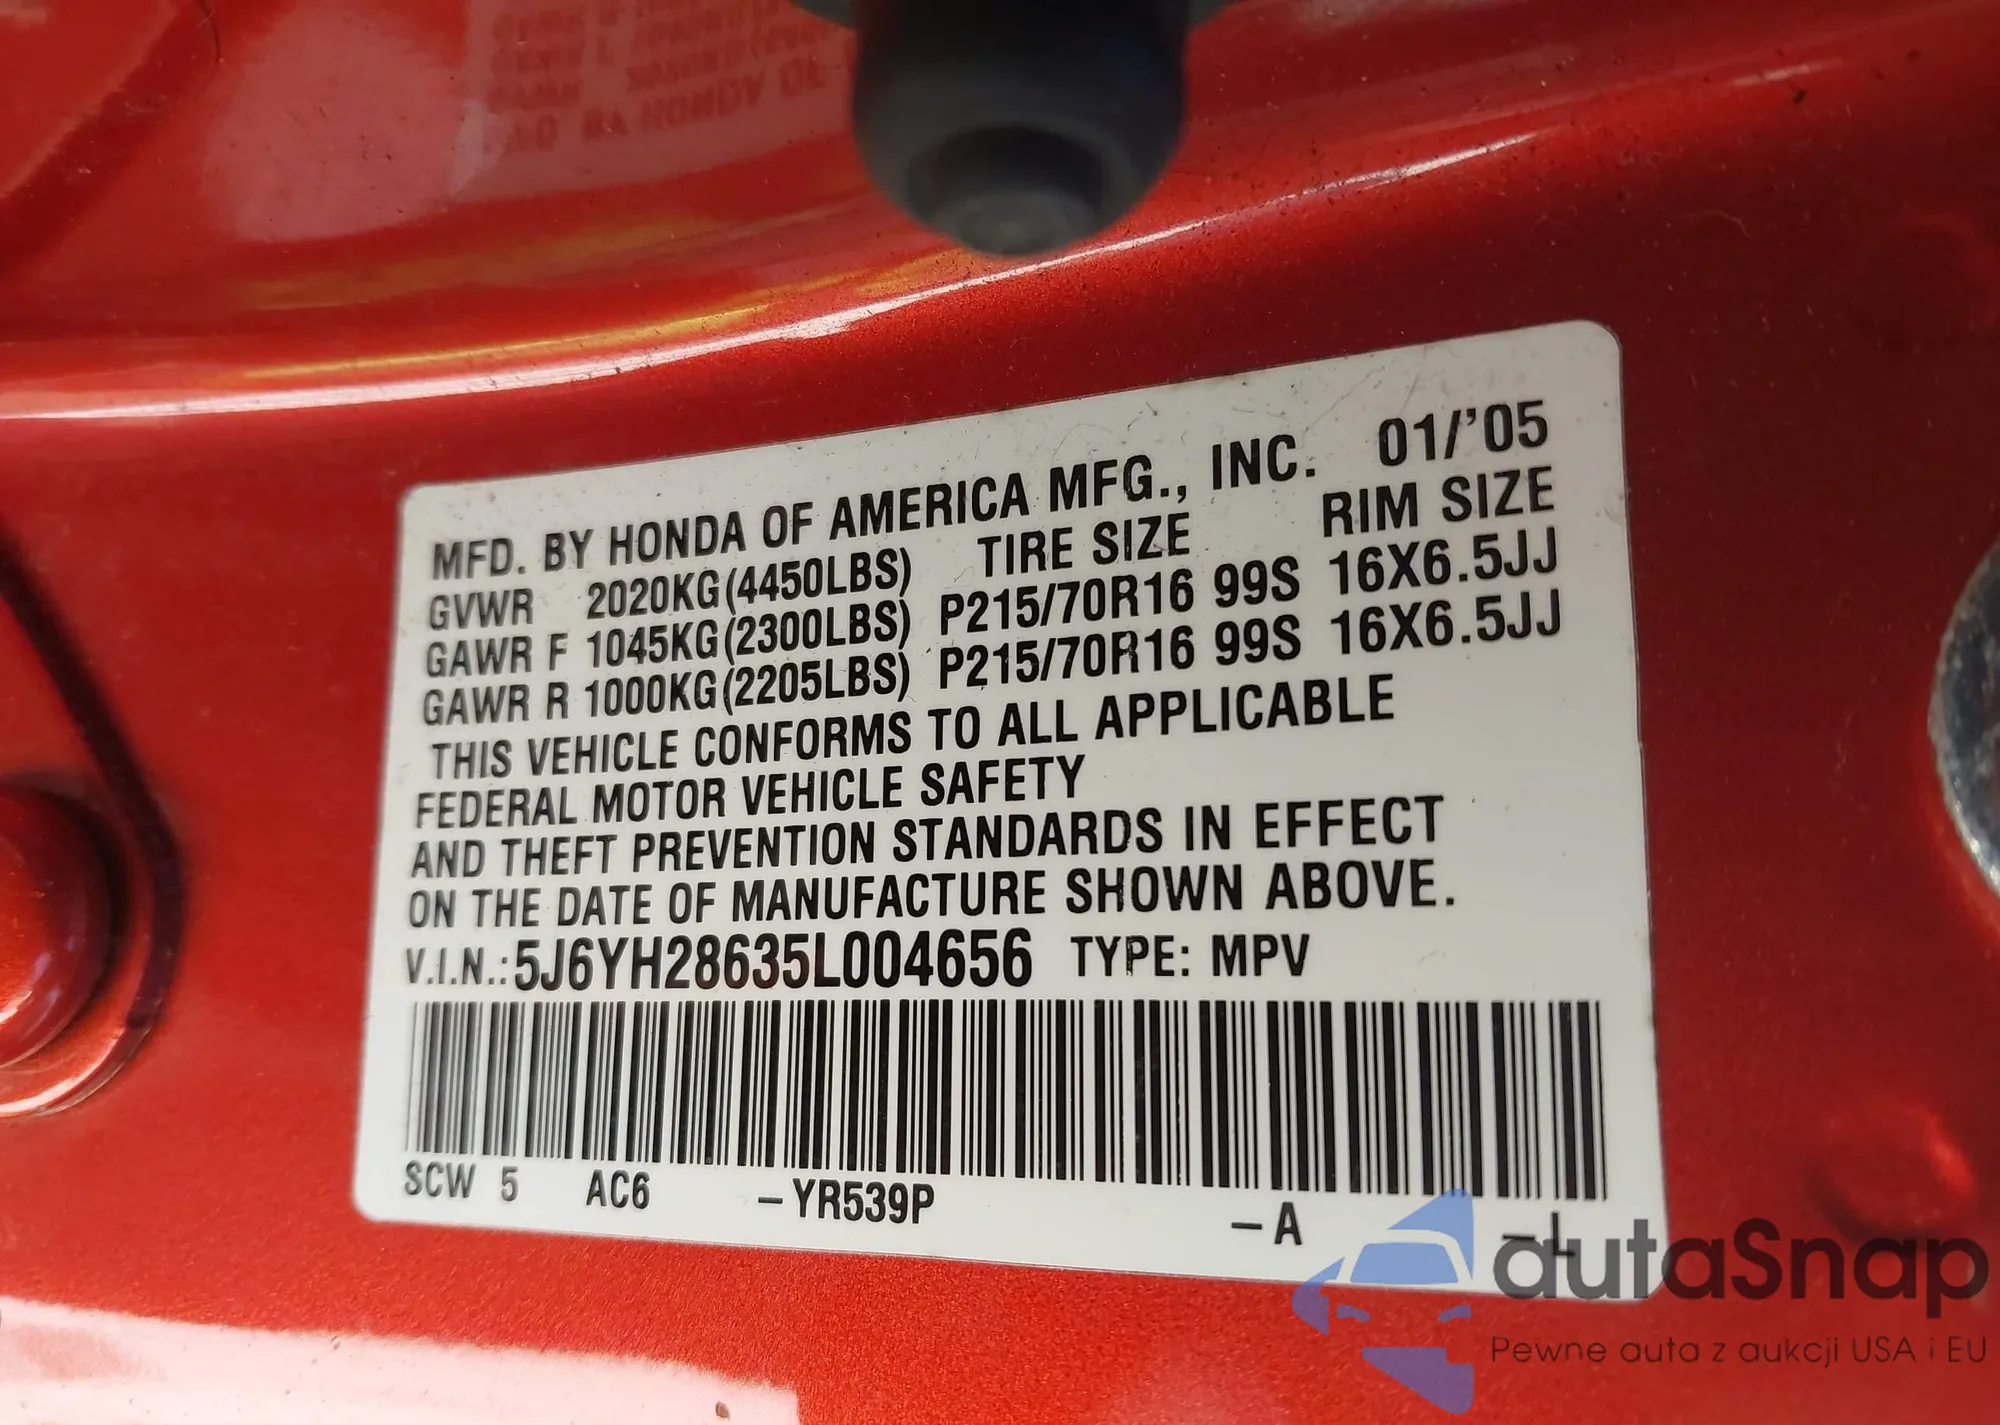 MFD. BY HONDA OF AMERICA MFG., INC. 01/'05
GVWR 2020KG(4450LBS) TIRE SIZE RIM SIZE
GAWR F 1045KG(2300LBS) P215/70R16 99S 16X6.5JJ
GAWR R 1000KG(2205LBS) P215/70R16 99S 16X6.5JJ
THIS VEHICLE CONFORMS TO ALL APPLICABLE
FEDERAL MOTOR VEHICLE SAFETY
AND THEFT PREVENTION STANDARDS IN EFFECT
ON THE DATE OF MANUFACTURE SHOWN ABOVE.
V.I.N.:5J6YH28635L004656 TYPE: MPV
SCW 5 AC6 -YR539P -A -L
autaSnap
Pewne auta z aukcji USA i EU